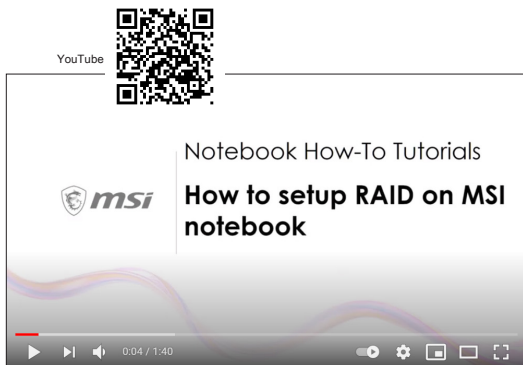 YouTube
Notebook How-To Tutorials
msi
How to setup RAID on MSI
notebook
0:04 / 1:40